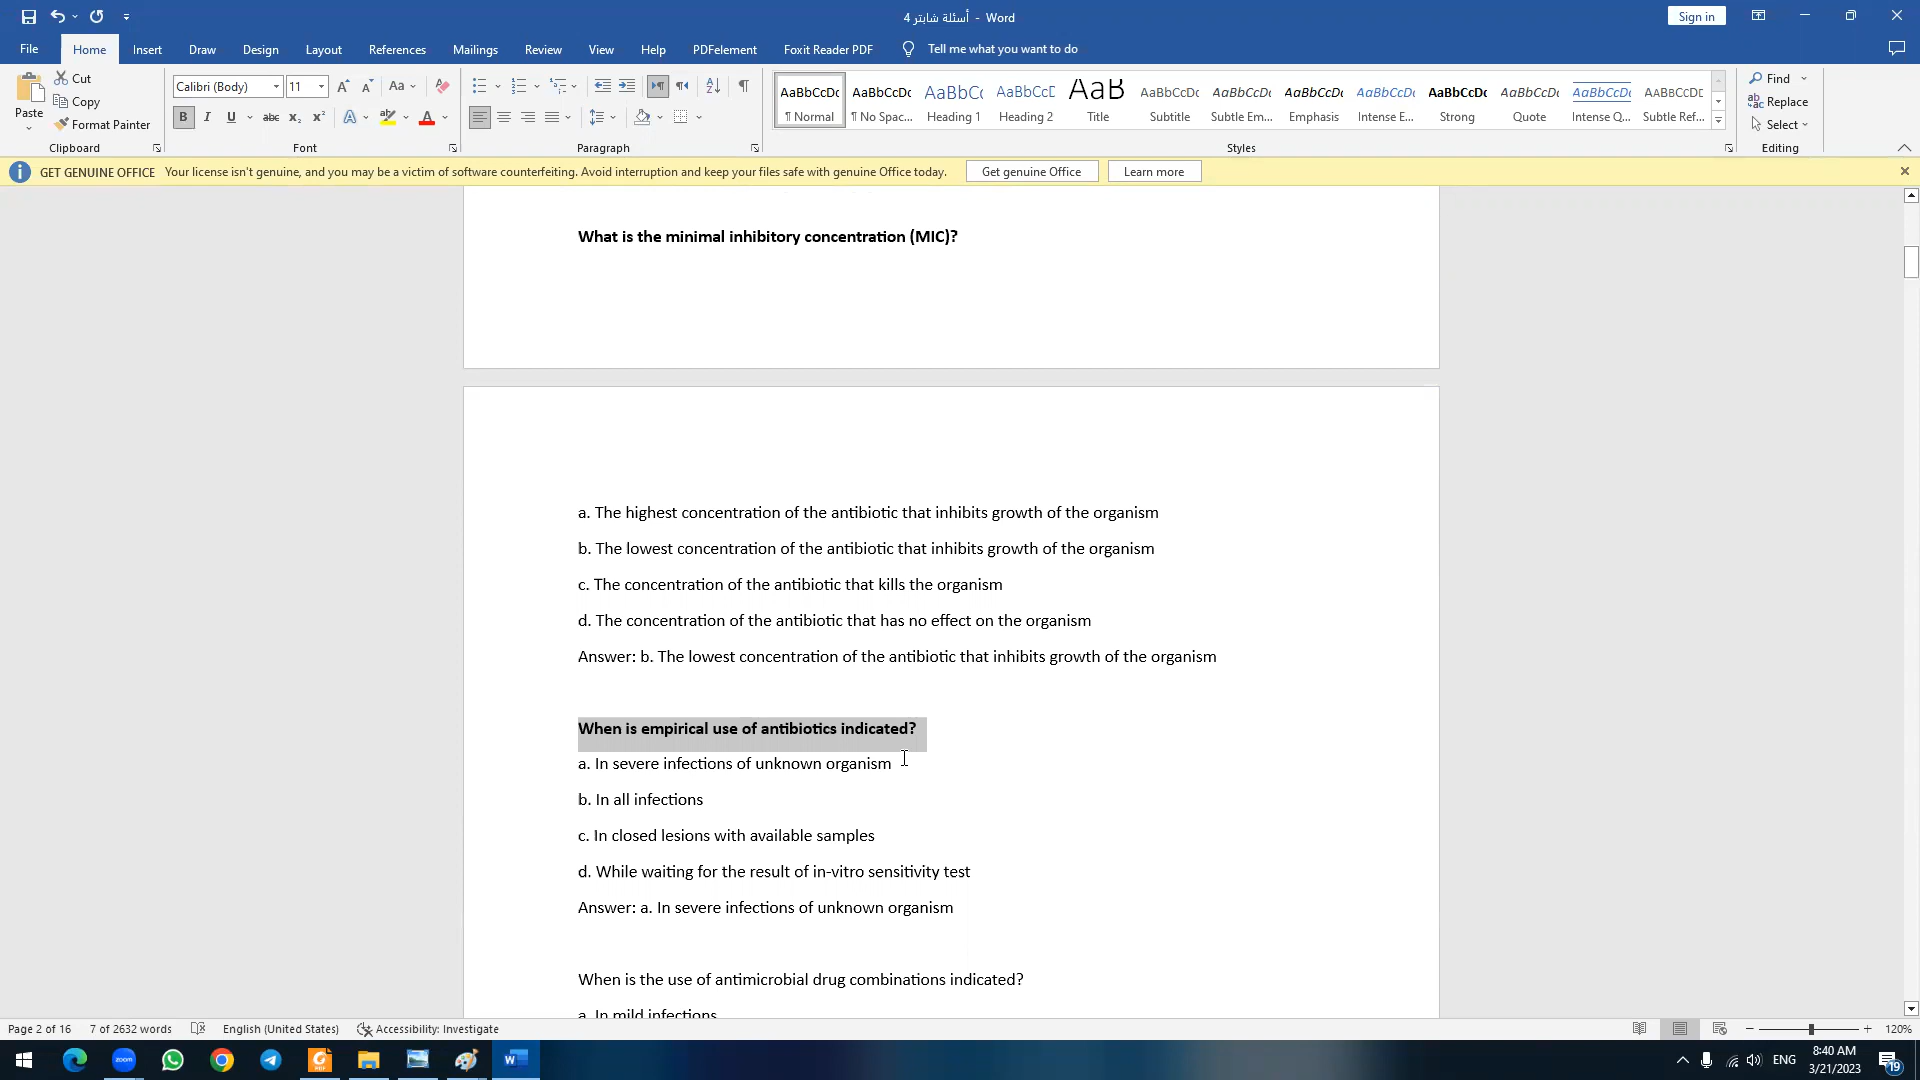 أسئلة شابتر 4 - Word
Sign in
File Home Insert Draw Design Layout References Mailings Review View Help PDFelement Foxit Reader PDF Tell me what you want to do
Paste
Cut
Copy
Format Painter
Clipboard
Calibri (Body) 11
Font
Paragraph
AaBbCcDc AaBbCcDc AaBbCc AaBbCcD AaB AaBbCcDc AaBbCcDc AaBbCcDc AaBbCcDc AaBbCcDc AaBbCcDc AaBbCcDc AABBCCDE
¶ Normal ¶ No Spac... Heading 1 Heading 2 Title Subtitle Subtle Em... Emphasis Intense E... Strong Quote Intense Q... Subtle Ref...
Styles
Find
Replace
Select
Editing
GET GENUINE OFFICE Your license isn't genuine, and you may be a victim of software counterfeiting. Avoid interruption and keep your files safe with genuine Office today. Get genuine Office Learn more
What is the minimal inhibitory concentration (MIC)?
a. The highest concentration of the antibiotic that inhibits growth of the organism
b. The lowest concentration of the antibiotic that inhibits growth of the organism
c. The concentration of the antibiotic that kills the organism
d. The concentration of the antibiotic that has no effect on the organism
Answer: b. The lowest concentration of the antibiotic that inhibits growth of the organism
When is empirical use of antibiotics indicated?
a. In severe infections of unknown organism
b. In all infections
c. In closed lesions with available samples
d. While waiting for the result of in-vitro sensitivity test
Answer: a. In severe infections of unknown organism
When is the use of antimicrobial drug combinations indicated?
a. In mild infections
Page 2 of 16 7 of 2632 words English (United States) Accessibility: Investigate 120%
zoom
ENG
8:40 AM
3/21/2023
19